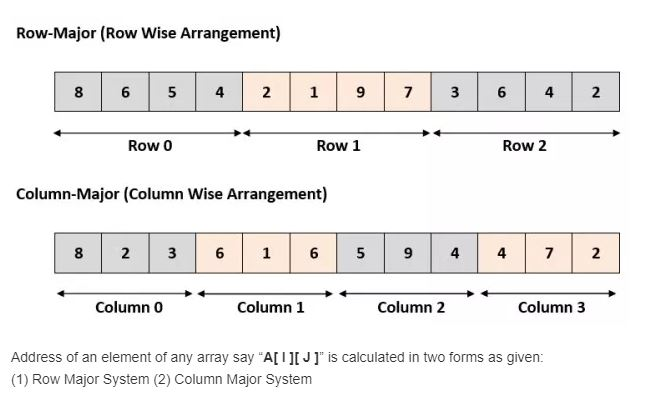 Row-Major (Row Wise Arrangement)
8 6 5 4 2 1 9 7 3 6 4 2
Row 0 Row 1 Row 2
Column-Major (Column Wise Arrangement)
8 2 3 6 1 6 5 9 4 4 7 2
Column 0 Column 1 Column 2 Column 3
Address of an element of any array say “A[ I ][ J ]” is calculated in two forms as given:
(1) Row Major System (2) Column Major System